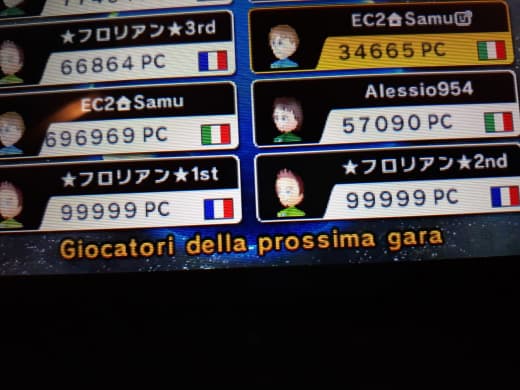 ★フロリアン★3rd
66864 PC
EC2🏠Samu
34665 PC
EC2🏠Samu
696969 PC
Alessio954
57090 PC
★フロリアン★1st
99999 PC
★フロリアン★2nd
99999 PC
Giocatori della prossima gara